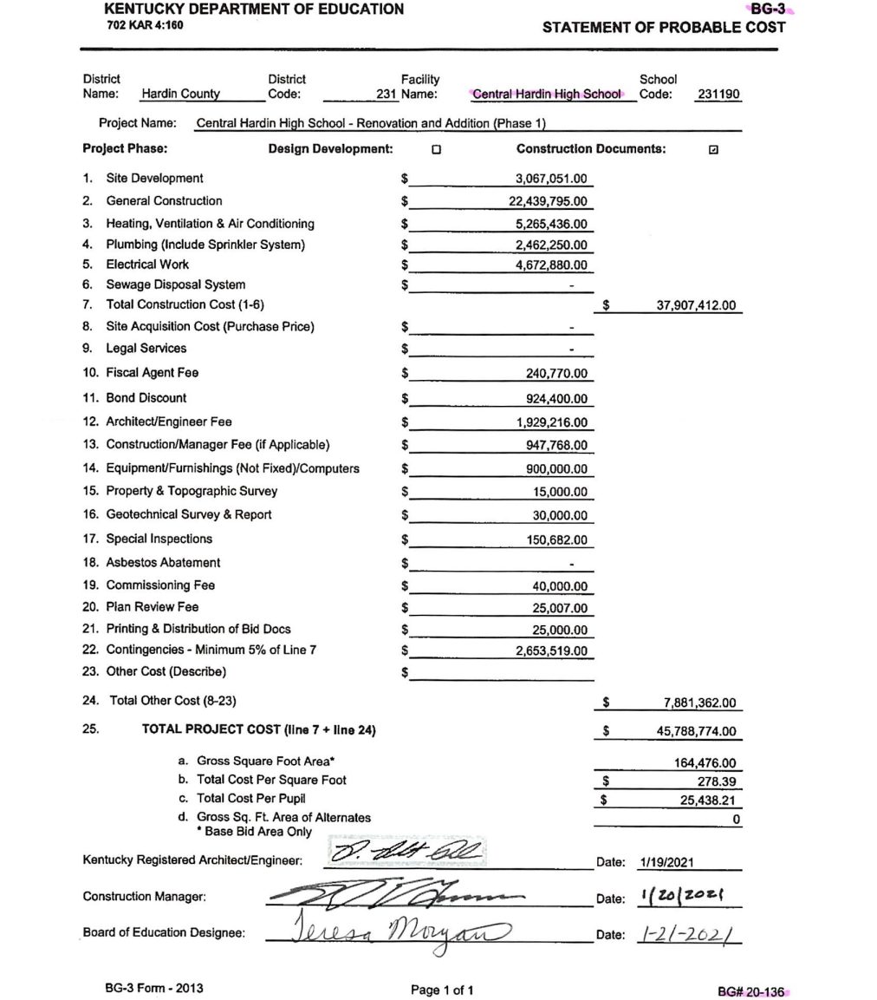 KENTUCKY DEPARTMENT OF EDUCATION BG-3
702 KAR 4:160 STATEMENT OF PROBABLE COST
District District Facility School
Name: Hardin County Code: 231 Name: Central Hardin High School Code: 231190
Project Name: Central Hardin High School - Renovation and Addition (Phase 1)
Project Phase: Design Development: ☐ Construction Documents: ☑
1. Site Development $ 3,067,051.00
2. General Construction $ 22,439,795.00
3. Heating, Ventilation & Air Conditioning $ 5,265,436.00
4. Plumbing (Include Sprinkler System) $ 2,462,250.00
5. Electrical Work $ 4,672,880.00
6. Sewage Disposal System $ -
7. Total Construction Cost (1-6) $ 37,907,412.00
8. Site Acquisition Cost (Purchase Price) $ -
9. Legal Services $ -
10. Fiscal Agent Fee $ 240,770.00
11. Bond Discount $ 924,400.00
12. Architect/Engineer Fee $ 1,929,216.00
13. Construction/Manager Fee (if Applicable) $ 947,768.00
14. Equipment/Furnishings (Not Fixed)/Computers $ 900,000.00
15. Property & Topographic Survey $ 15,000.00
16. Geotechnical Survey & Report $ 30,000.00
17. Special Inspections $ 150,682.00
18. Asbestos Abatement $ -
19. Commissioning Fee $ 40,000.00
20. Plan Review Fee $ 25,007.00
21. Printing & Distribution of Bid Docs $ 25,000.00
22. Contingencies - Minimum 5% of Line 7 $ 2,653,519.00
23. Other Cost (Describe) $
24. Total Other Cost (8-23) $ 7,881,362.00
25. TOTAL PROJECT COST (line 7 + line 24) $ 45,788,774.00
a. Gross Square Foot Area* 164,476.00
b. Total Cost Per Square Foot $ 278.39
c. Total Cost Per Pupil $ 25,438.21
d. Gross Sq. Ft. Area of Alternates 0
* Base Bid Area Only
Kentucky Registered Architect/Engineer: Date: 1/19/2021
Construction Manager: Date: 1/20/2021
Board of Education Designee: Teresa Morgan Date: 1-21-2021
BG-3 Form - 2013 Page 1 of 1 BG# 20-136